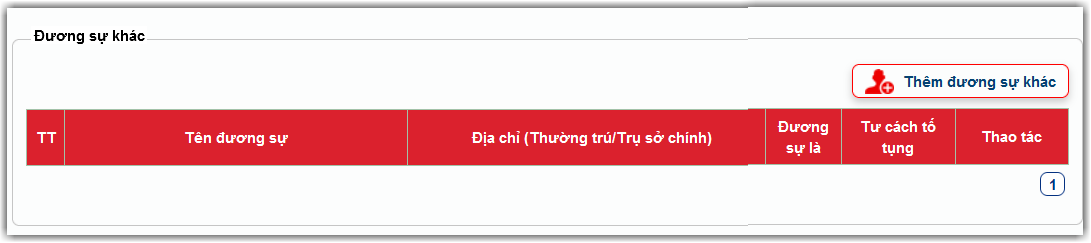 Đương sự khác
Thêm đương sự khác
TT
Tên đương sự
Địa chỉ (Thường trú/Trụ sở chính)
Đương
sự là
Tư cách tố
tụng
Thao tác
1